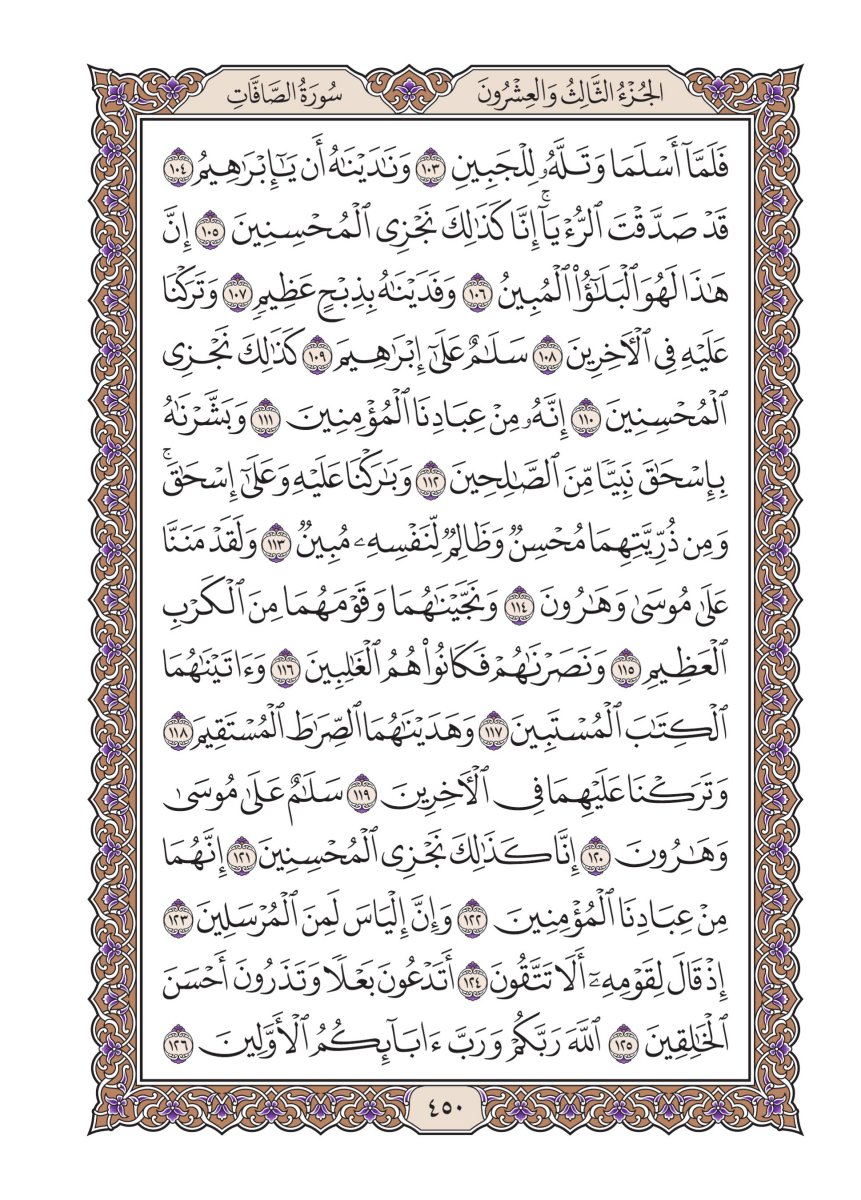 الجُزْءُ الثَّالِثُ وَالعِشْرُونَ
سُورَةُ الصَّافَّاتِ
فَلَمَّآ أَسْلَمَا وَتَلَّهُۥ لِلْجَبِينِ ١٠٣ وَنَٰدَيْنَٰهُ أَن يَٰٓإِبْرَٰهِيمُ ١٠٤
قَدْ صَدَّقْتَ ٱلرُّءْيَآۚ إِنَّا كَذَٰلِكَ نَجْزِى ٱلْمُحْسِنِينَ ١٠٥ إِنَّ
هَٰذَا لَهُوَ ٱلْبَلَٰٓؤُا۟ ٱلْمُبِينُ ١٠٦ وَفَدَيْنَٰهُ بِذِبْحٍ عَظِيمٍ ١٠٧ وَتَرَكْنَا
عَلَيْهِ فِى ٱلْءَاخِرِينَ ١٠٨ سَلَٰمٌ عَلَىٰٓ إِبْرَٰهِيمَ ١٠٩ كَذَٰلِكَ نَجْزِى
ٱلْمُحْسِنِينَ ١١٠ إِنَّهُۥ مِنْ عِبَادِنَا ٱلْمُؤْمِنِينَ ١١١ وَبَشَّرْنَٰهُ
بِإِسْحَٰقَ نَبِيًّا مِّنَ ٱلصَّٰلِحِينَ ١١٢ وَبَٰرَكْنَا عَلَيْهِ وَعَلَىٰٓ إِسْحَٰقَۚ
وَمِن ذُرِّيَّتِهِمَا مُحْسِنٌ وَظَالِمٌ لِّنَفْسِهِۦ مُبِينٌ ١١٣ وَلَقَدْ مَنَنَّا
عَلَىٰ مُوسَىٰ وَهَٰرُونَ ١١٤ وَنَجَّيْنَٰهُمَا وَقَوْمَهُمَا مِنَ ٱلْكَرْبِ
ٱلْعَظِيمِ ١١٥ وَنَصَرْنَٰهُمْ فَكَانُوا۟ هُمُ ٱلْغَٰلِبِينَ ١١٦ وَءَاتَيْنَٰهُمَا
ٱلْكِتَٰبَ ٱلْمُسْتَبِينَ ١١٧ وَهَدَيْنَٰهُمَا ٱلصِّرَٰطَ ٱلْمُسْتَقِيمَ ١١٨
وَتَرَكْنَا عَلَيْهِمَا فِى ٱلْءَاخِرِينَ ١١٩ سَلَٰمٌ عَلَىٰ مُوسَىٰ
وَهَٰرُونَ ١٢٠ إِنَّا كَذَٰلِكَ نَجْزِى ٱلْمُحْسِنِينَ ١٢١ إِنَّهُمَا
مِنْ عِبَادِنَا ٱلْمُؤْمِنِينَ ١٢٢ وَإِنَّ إِلْيَاسَ لَمِنَ ٱلْمُرْسَلِينَ ١٢٣
إِذْ قَالَ لِقَوْمِهِۦٓ أَلَا تَتَّقُونَ ١٢٤ أَتَدْعُونَ بَعْلًا وَتَذَرُونَ أَحْسَنَ
ٱلْخَٰلِقِينَ ١٢٥ ٱللَّهَ رَبَّكُمْ وَرَبَّ ءَابَآئِكُمُ ٱلْأَوَّلِينَ ١٢٦
٤٥٠